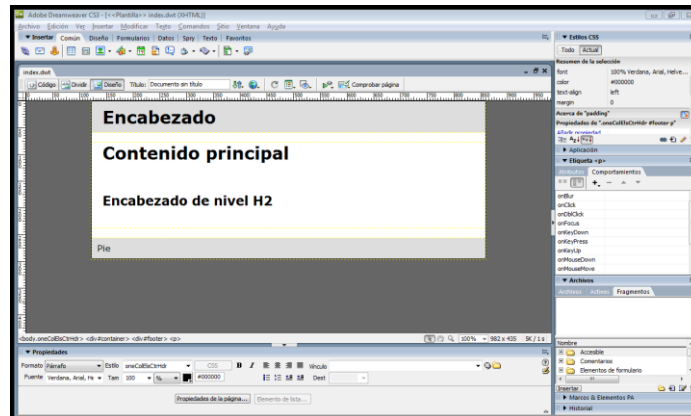 Adobe Dreamweaver CS3 - [<<Plantilla>> index.dwt (XHTML)]
Archivo Edición Ver Insertar Modificar Texto Comandos Sitio Ventana Ayuda
Insertar Común Diseño Formularios Datos Spry Texto Favoritos
index.dwt
Código Dividir Diseño Título: Documento sin título Comprobar página
Encabezado
Contenido principal
Encabezado de nivel H2
Pie
<body.oneColElsCtrHdr> <div#container> <div#footer> <p>
100% 982 x 435 5K / 1 s
Propiedades
Formato Párrafo Estilo oneColElsCtrHdr CSS B I Vínculo
Fuente Verdana, Arial, He Tam 100 % #000000 Dest
Propiedades de la página... Elemento de lista...
Estilos CSS
Todo Actual
Resumen de la selección
font 100% Verdana, Arial, Helve...
color #000000
text-align left
margin 0
Acerca de "padding"
Propiedades de ".oneColElsCtrHdr #footer p"
Añadir propiedad
Aplicación
Etiqueta <p>
Atributos Comportamientos
onBlur
onClick
onDblClick
onFocus
onKeyDown
onKeyPress
onKeyUp
onMouseDown
onMouseMove
Archivos
Archivos Activos Fragmentos
Nombre
Accesible
Comentarios
Elementos de formulario
Insertar
Marcos & Elementos PA
Historial